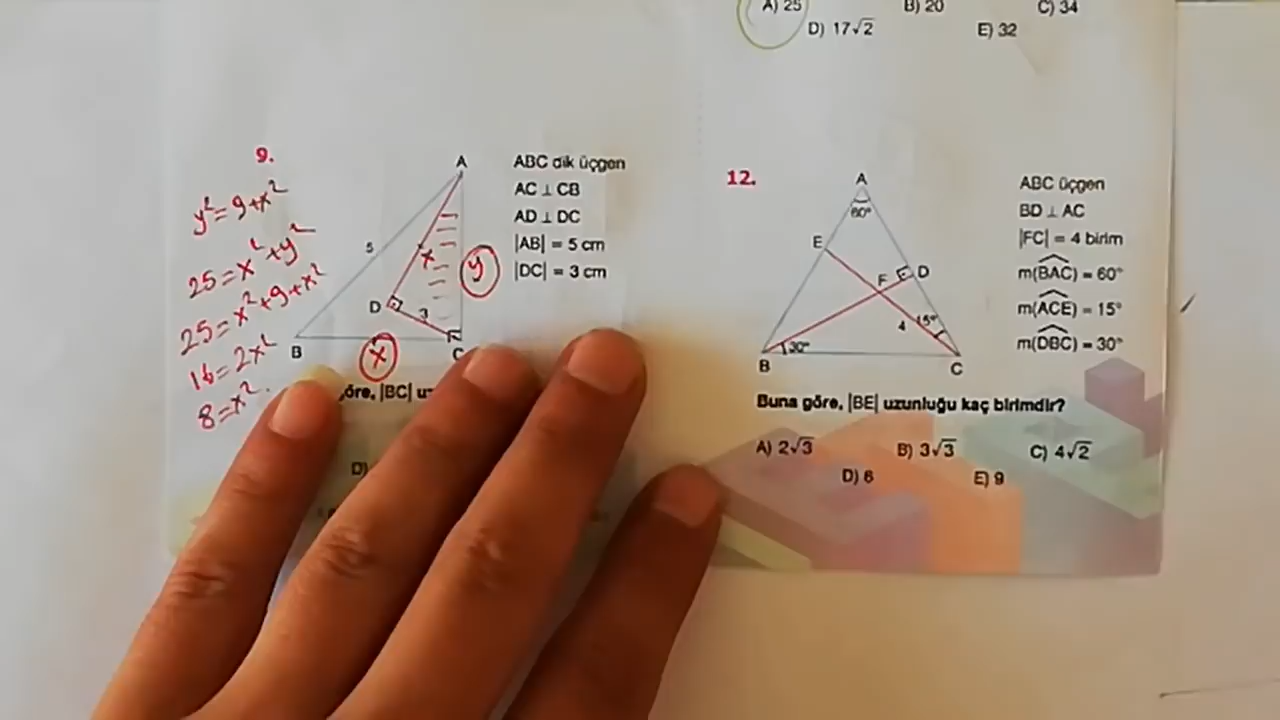 A) 25
B) 20
C) 34
D) 17√2
E) 32
9.
y² = 9+x²
25 = x²+y²
25 = x²+9+x²
16 = 2x²
8 = x²
A
5
x
y
D
3
B
x
C
ABC dik üçgen
AC ⊥ CB
AD ⊥ DC
|AB| = 5 cm
|DC| = 3 cm
göre, |BC|
D)
12.
A
60°
E
F
D
4
15°
30°
B
C
ABC üçgen
BD ⊥ AC
|FC| = 4 birim
m(BAC) = 60°
m(ACE) = 15°
m(DBC) = 30°
Buna göre, |BE| uzunluğu kaç birimdir?
A) 2√3
B) 3√3
C) 4√2
D) 6
E) 9